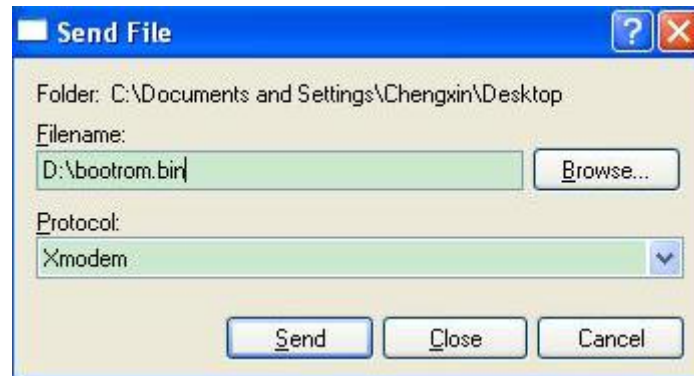 Send File
Folder: C:\Documents and Settings\Chengxin\Desktop
Filename:
D:\bootrom.bin
Browse...
Protocol:
Xmodem
Send Close Cancel